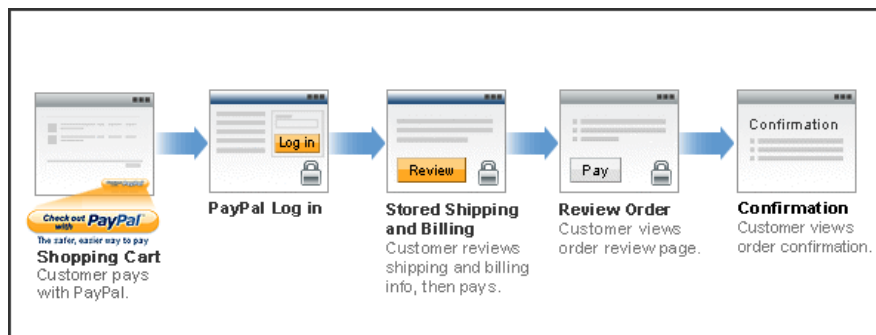 Log in
Review
Pay
Confirmation
Check out
with PayPal
The safer, easier way to pay
Shopping Cart
Customer pays
with PayPal.
PayPal Log in
Stored Shipping
and Billing
Customer reviews
shipping and billing
info, then pays.
Review Order
Customer views
order review page.
Confirmation
Customer views
order confirmation.